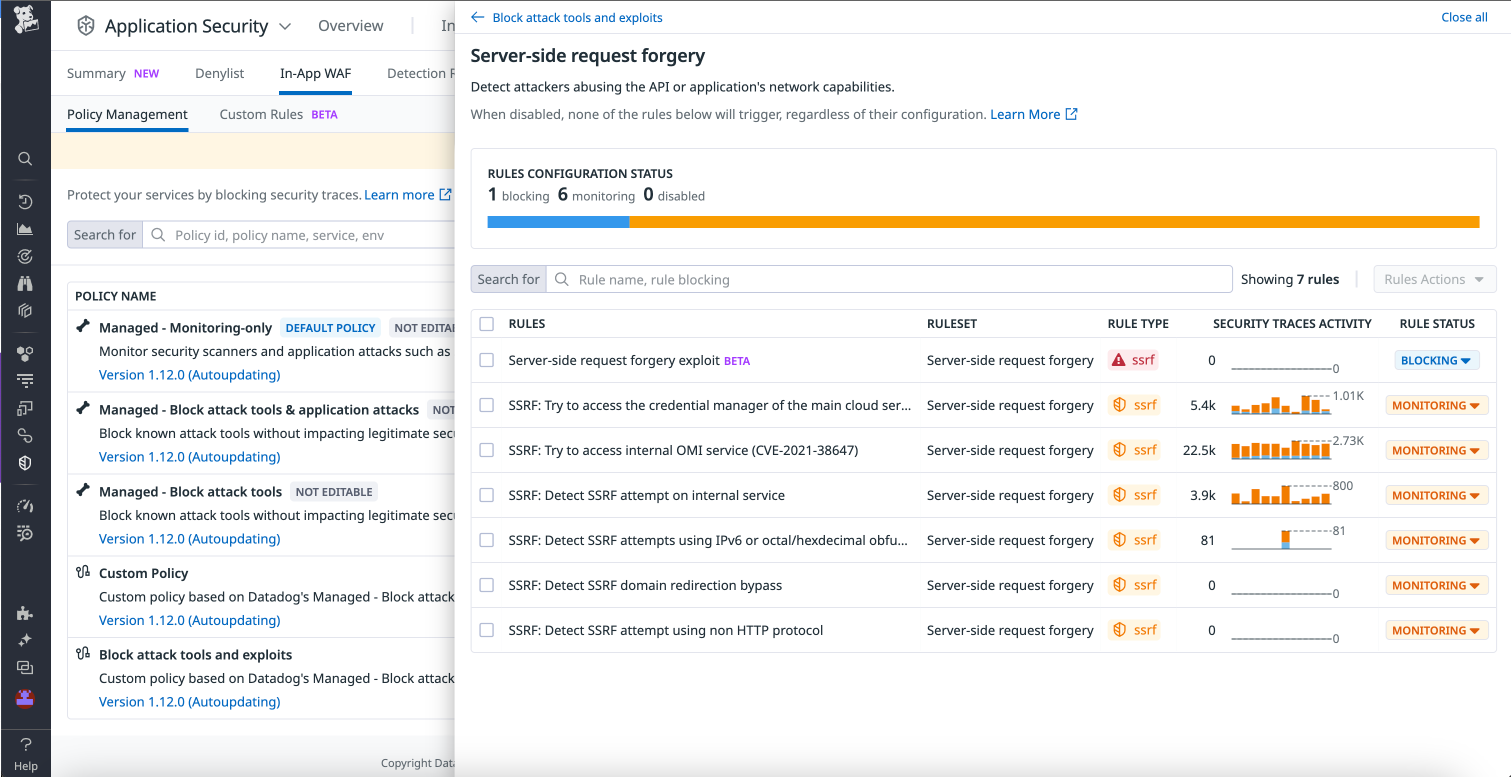 Application Security
Overview
In
Summary NEW
Denylist
In-App WAF
Detection
Policy Management
Custom Rules BETA
Protect your services by blocking security traces. Learn more
Search for
Policy id, policy name, service, env
POLICY NAME
Managed - Monitoring-only DEFAULT POLICY NOT EDITA
Monitor security scanners and application attacks such as
Version 1.12.0 (Autoupdating)
Managed - Block attack tools & application attacks NOT
Block known attack tools without impacting legitimate sec
Version 1.12.0 (Autoupdating)
Managed - Block attack tools NOT EDITABLE
Block known attack tools without impacting legitimate sec
Version 1.12.0 (Autoupdating)
Custom Policy
Custom policy based on Datadog's Managed - Block attack
Version 1.12.0 (Autoupdating)
Block attack tools and exploits
Custom policy based on Datadog's Managed - Block attack
Version 1.12.0 (Autoupdating)
Copyright Data
Help
Block attack tools and exploits
Close all
Server-side request forgery
Detect attackers abusing the API or application's network capabilities.
When disabled, none of the rules below will trigger, regardless of their configuration. Learn More
RULES CONFIGURATION STATUS
1 blocking 6 monitoring 0 disabled
Search for
Rule name, rule blocking
Showing 7 rules
Rules Actions
RULES RULESET RULE TYPE SECURITY TRACES ACTIVITY RULE STATUS
Server-side request forgery exploit BETA Server-side request forgery ssrf 0 0 BLOCKING
SSRF: Try to access the credential manager of the main cloud ser... Server-side request forgery ssrf 5.4k 1.01K MONITORING
SSRF: Try to access internal OMI service (CVE-2021-38647) Server-side request forgery ssrf 22.5k 2.73K MONITORING
SSRF: Detect SSRF attempt on internal service Server-side request forgery ssrf 3.9k 800 MONITORING
SSRF: Detect SSRF attempts using IPv6 or octal/hexdecimal obfu... Server-side request forgery ssrf 81 81 MONITORING
SSRF: Detect SSRF domain redirection bypass Server-side request forgery ssrf 0 0 MONITORING
SSRF: Detect SSRF attempt using non HTTP protocol Server-side request forgery ssrf 0 0 MONITORING